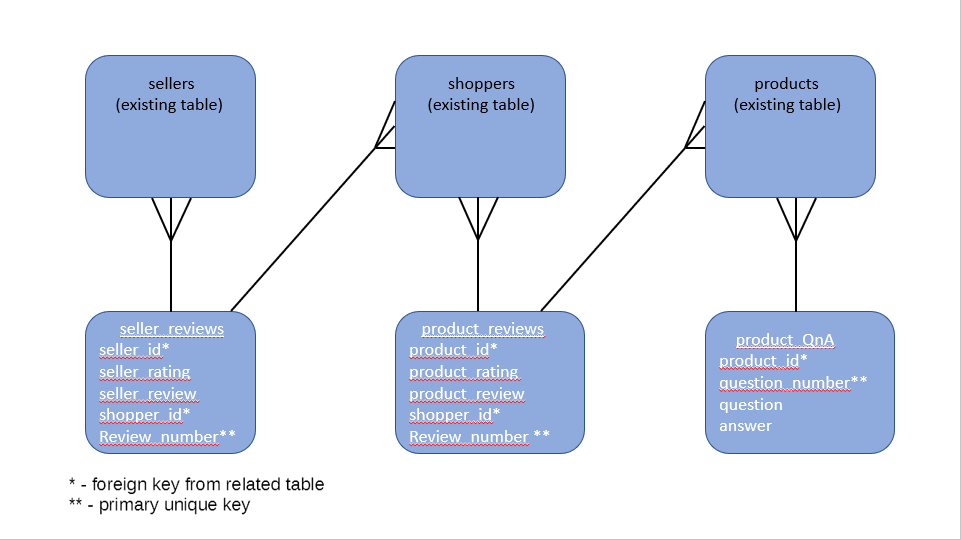 sellers
(existing table)
shoppers
(existing table)
products
(existing table)
seller_reviews
seller_id*
seller_rating
seller_review
shopper_id*
Review_number**
product_reviews
product_id*
product_rating
product_review
shopper_id*
Review_number **
product_QnA
product_id*
question_number**
question
answer
* - foreign key from related table
** - primary unique key